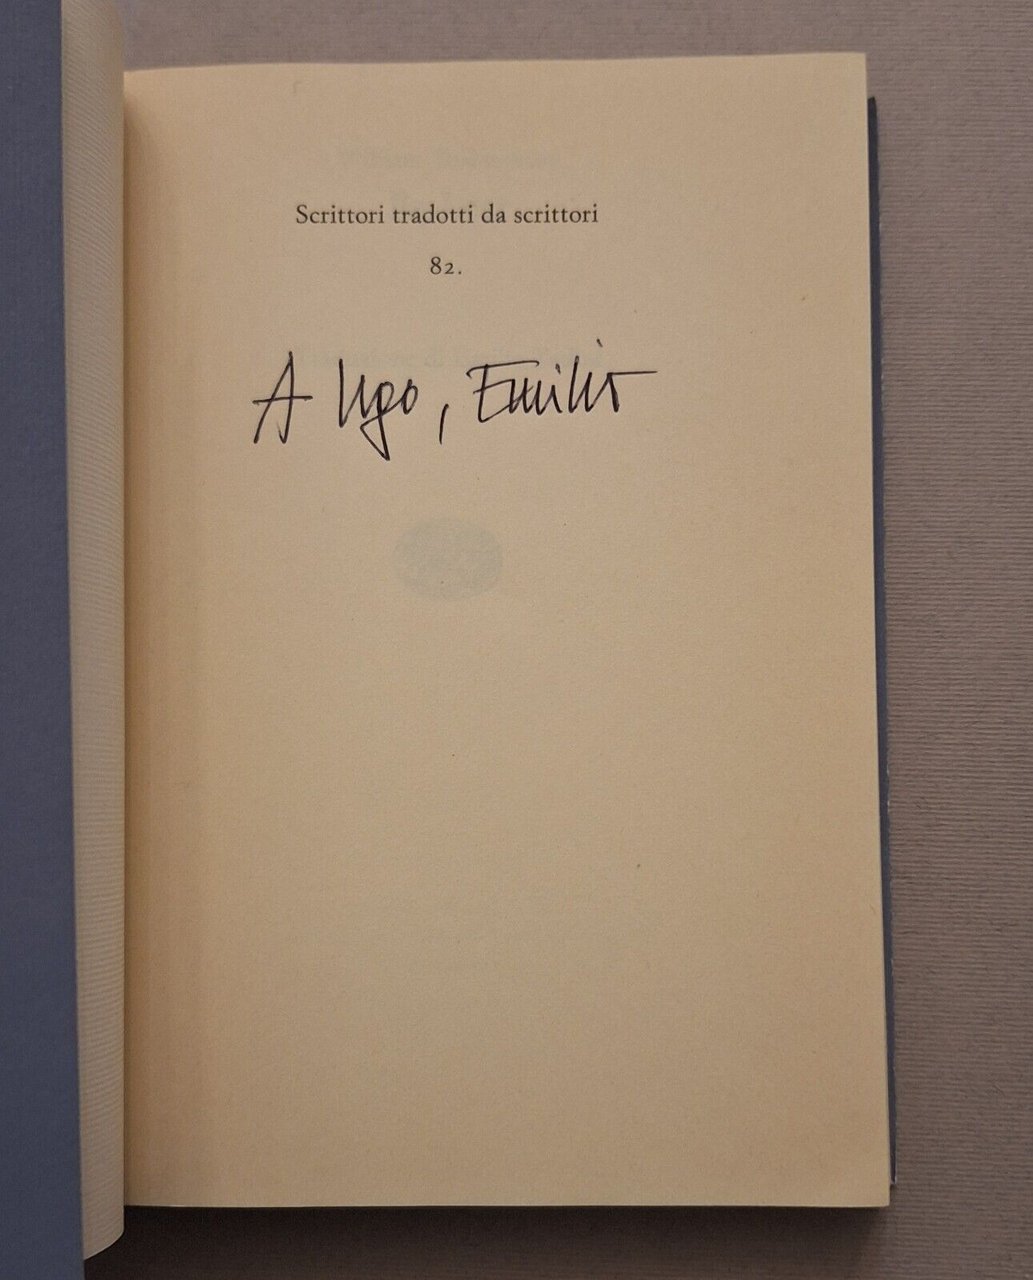 Scrittori tradotti da scrittori
82.
A Ugo, Emilio